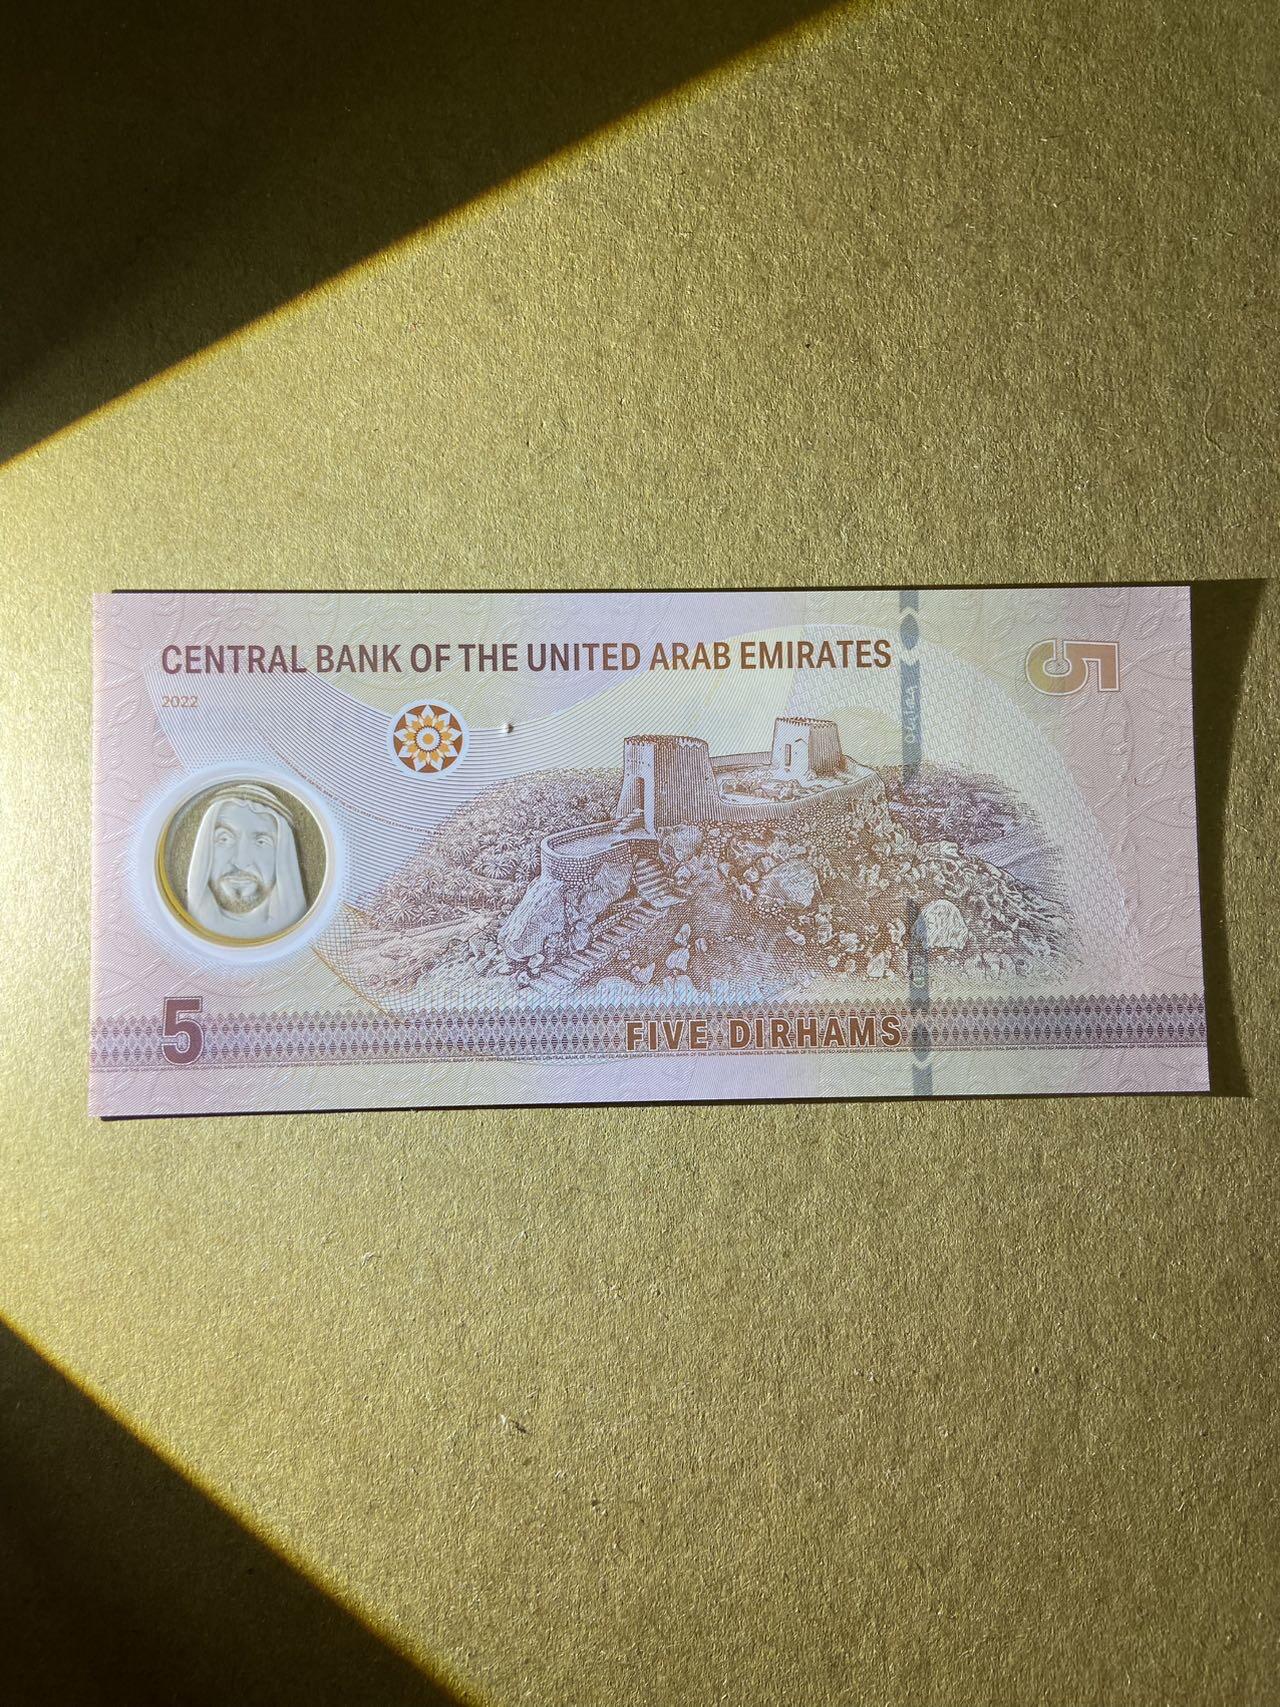 CENTRAL BANK OF THE UNITED ARAB EMIRATES
2022
5
5
FIVE DIRHAMS